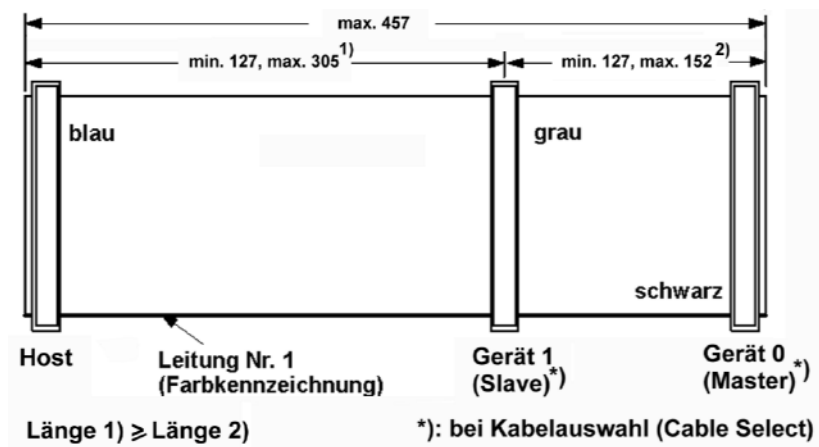 max. 457
min. 127, max. 305 1)
min. 127, max. 152 2)
blau
grau
schwarz
Host
Leitung Nr. 1
(Farbkennzeichnung)
Gerät 1
(Slave)*)
Gerät 0
(Master)*)
Länge 1) ⩾ Länge 2)
*): bei Kabelauswahl (Cable Select)